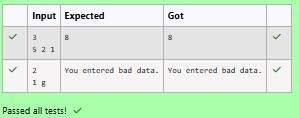 Input Expected Got
3 8 8
5 2 1
2 You entered bad data. You entered bad data.
1 g
Passed all tests!